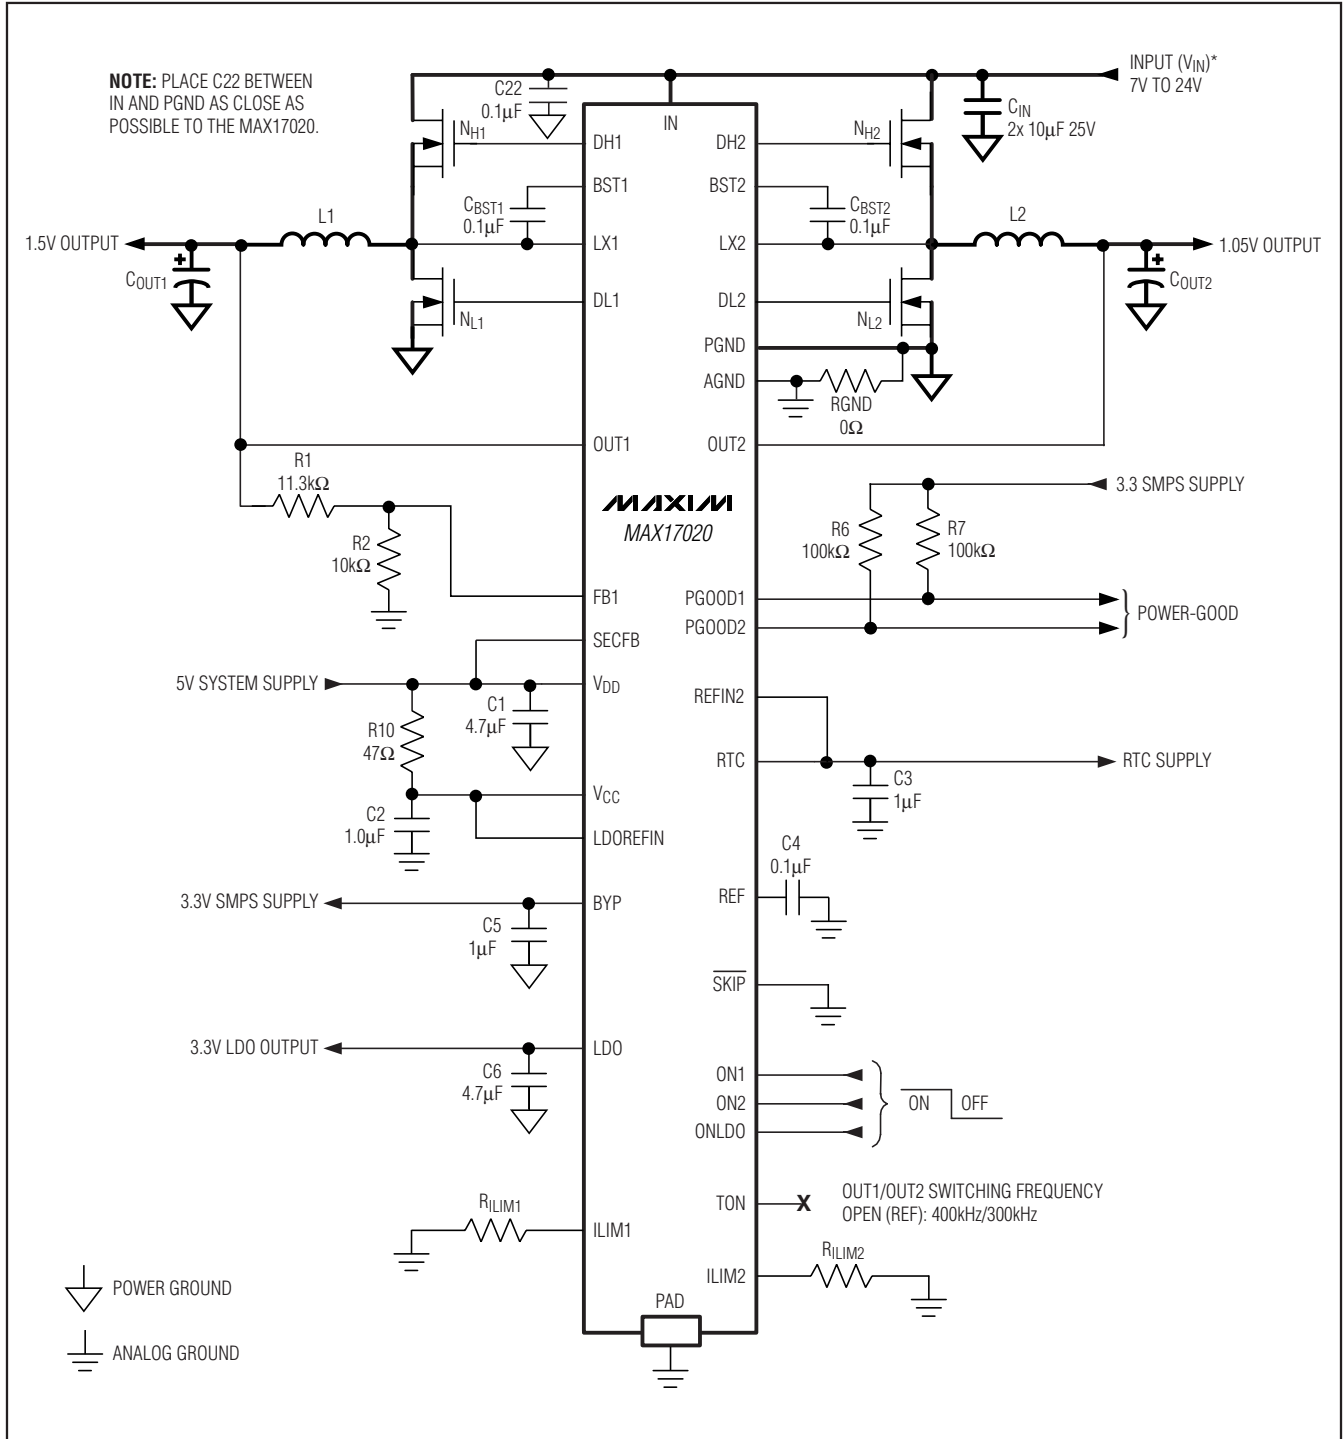 NOTE: PLACE C22 BETWEEN
IN AND PGND AS CLOSE AS
POSSIBLE TO THE MAX17020.
C22
0.1µF
INPUT (VIN)*
7V TO 24V
CIN
2x 10µF 25V
IN
NH1
DH1
DH2
NH2
BST1
BST2
CBST1
0.1µF
CBST2
0.1µF
L1
L2
1.5V OUTPUT
LX1
LX2
1.05V OUTPUT
COUT1
COUT2
+
+
NL1
DL1
DL2
NL2
PGND
AGND
RGND
0Ω
OUT1
OUT2
R1
11.3kΩ
R2
10kΩ
MAXIM
MAX17020
3.3 SMPS SUPPLY
R6
100kΩ
R7
100kΩ
FB1
PGOOD1
PGOOD2
POWER-GOOD
SECFB
5V SYSTEM SUPPLY
VDD
C1
4.7µF
REFIN2
R10
47Ω
RTC
RTC SUPPLY
C3
1µF
VCC
C2
1.0µF
LDOREFIN
C4
0.1µF
REF
3.3V SMPS SUPPLY
BYP
C5
1µF
SKIP
3.3V LDO OUTPUT
LDO
C6
4.7µF
ON1
ON2
ONLDO
ON
OFF
TON
X
OUT1/OUT2 SWITCHING FREQUENCY
OPEN (REF): 400kHz/300kHz
RILIM1
ILIM1
RILIM2
ILIM2
PAD
POWER GROUND
ANALOG GROUND